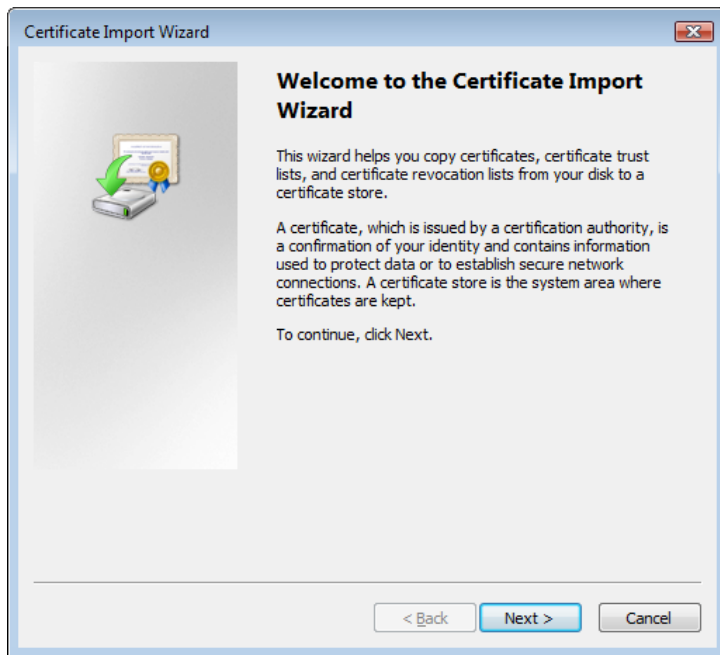 Certificate Import Wizard
Welcome to the Certificate Import
Wizard
This wizard helps you copy certificates, certificate trust
lists, and certificate revocation lists from your disk to a
certificate store.
A certificate, which is issued by a certification authority, is
a confirmation of your identity and contains information
used to protect data or to establish secure network
connections. A certificate store is the system area where
certificates are kept.
To continue, click Next.
< Back Next > Cancel